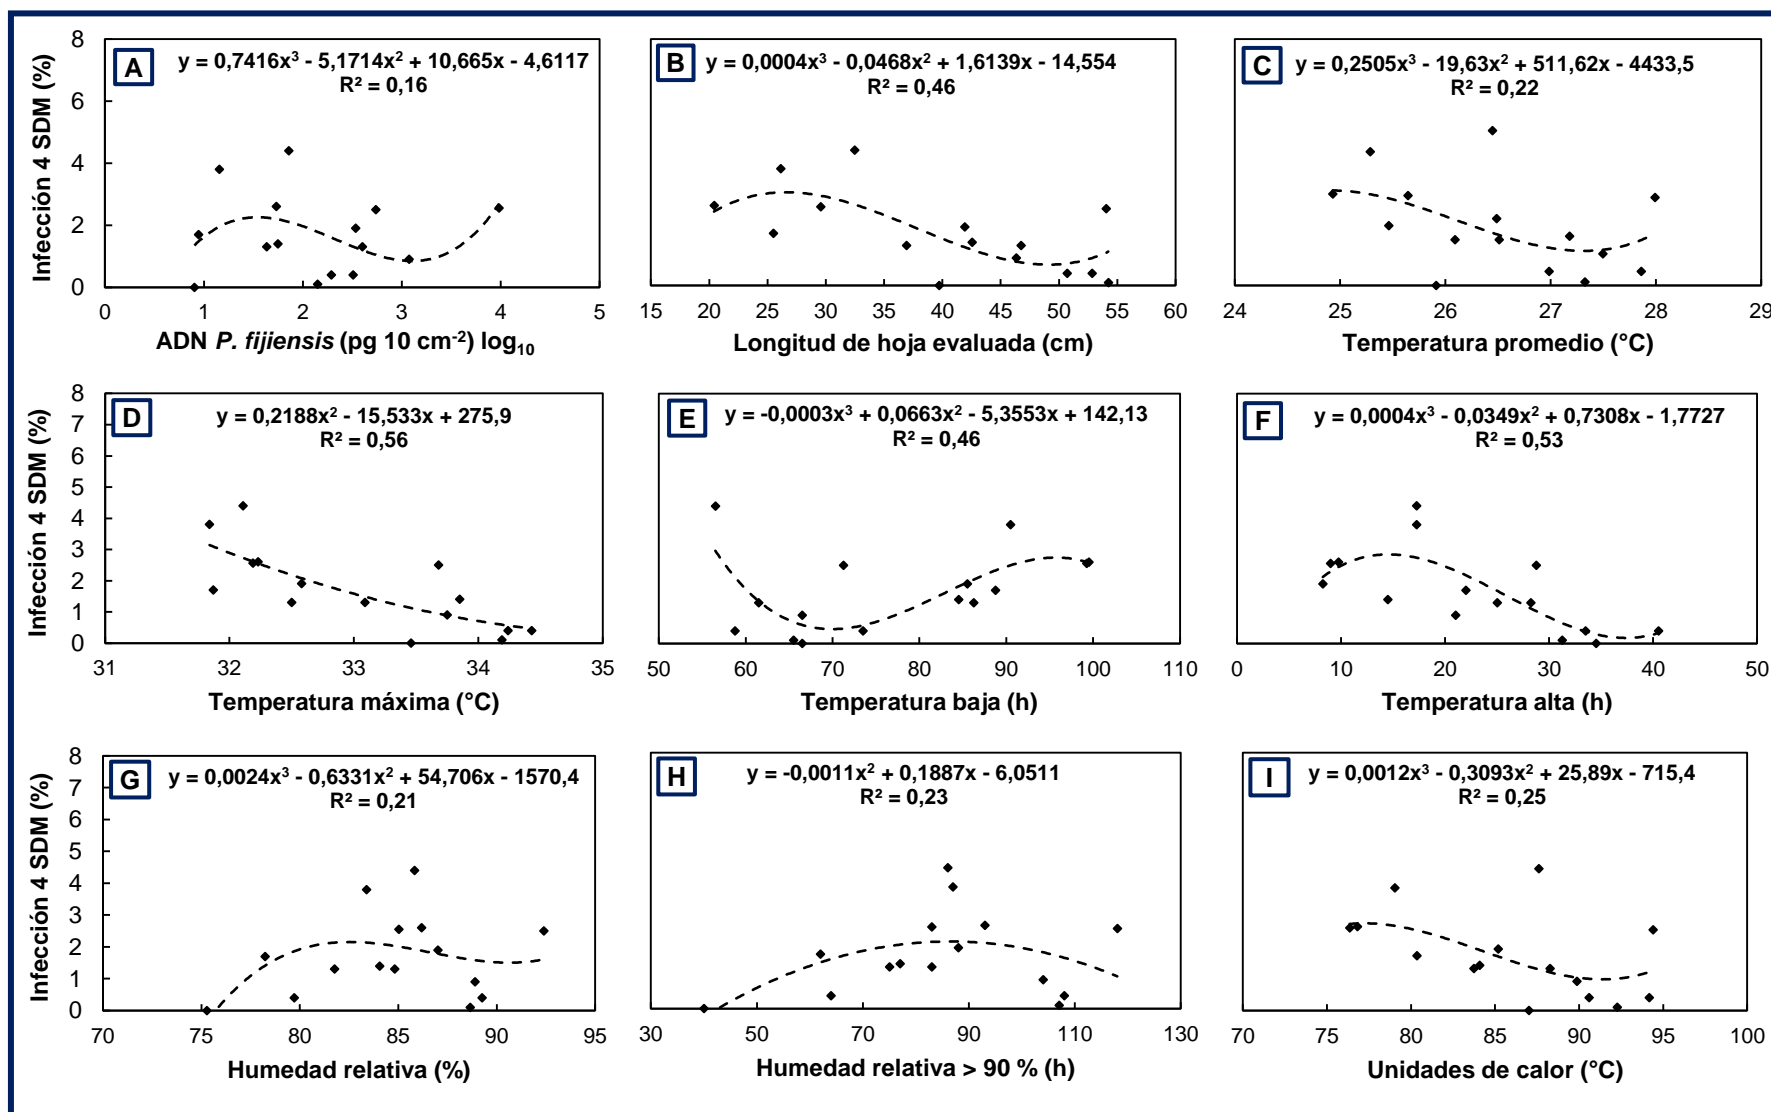 A
y = 0,7416x³ - 5,1714x² + 10,665x - 4,6117
R² = 0,16
Infección 4 SDM (%)
8
6
4
2
0
0 1 2 3 4 5
ADN P. fijiensis (pg 10 cm⁻²) log₁₀
B
y = 0,0004x³ - 0,0468x² + 1,6139x - 14,554
R² = 0,46
15 20 25 30 35 40 45 50 55 60
Longitud de hoja evaluada (cm)
C
y = 0,2505x³ - 19,63x² + 511,62x - 4433,5
R² = 0,22
24 25 26 27 28 29
Temperatura promedio (°C)
D
y = 0,2188x² - 15,533x + 275,9
R² = 0,56
Infección 4 SDM (%)
8
7
6
5
4
3
2
1
0
31 32 33 34 35
Temperatura máxima (°C)
E
y = -0,0003x³ + 0,0663x² - 5,3553x + 142,13
R² = 0,46
50 60 70 80 90 100 110
Temperatura baja (h)
F
y = 0,0004x³ - 0,0349x² + 0,7308x - 1,7727
R² = 0,53
0 10 20 30 40 50
Temperatura alta (h)
G
y = 0,0024x³ - 0,6331x² + 54,706x - 1570,4
R² = 0,21
Infección 4 SDM (%)
8
7
6
5
4
3
2
1
0
70 75 80 85 90 95
Humedad relativa (%)
H
y = -0,0011x² + 0,1887x - 6,0511
R² = 0,23
30 50 70 90 110 130
Humedad relativa > 90 % (h)
I
y = 0,0012x³ - 0,3093x² + 25,89x - 715,4
R² = 0,25
70 75 80 85 90 95 100
Unidades de calor (°C)